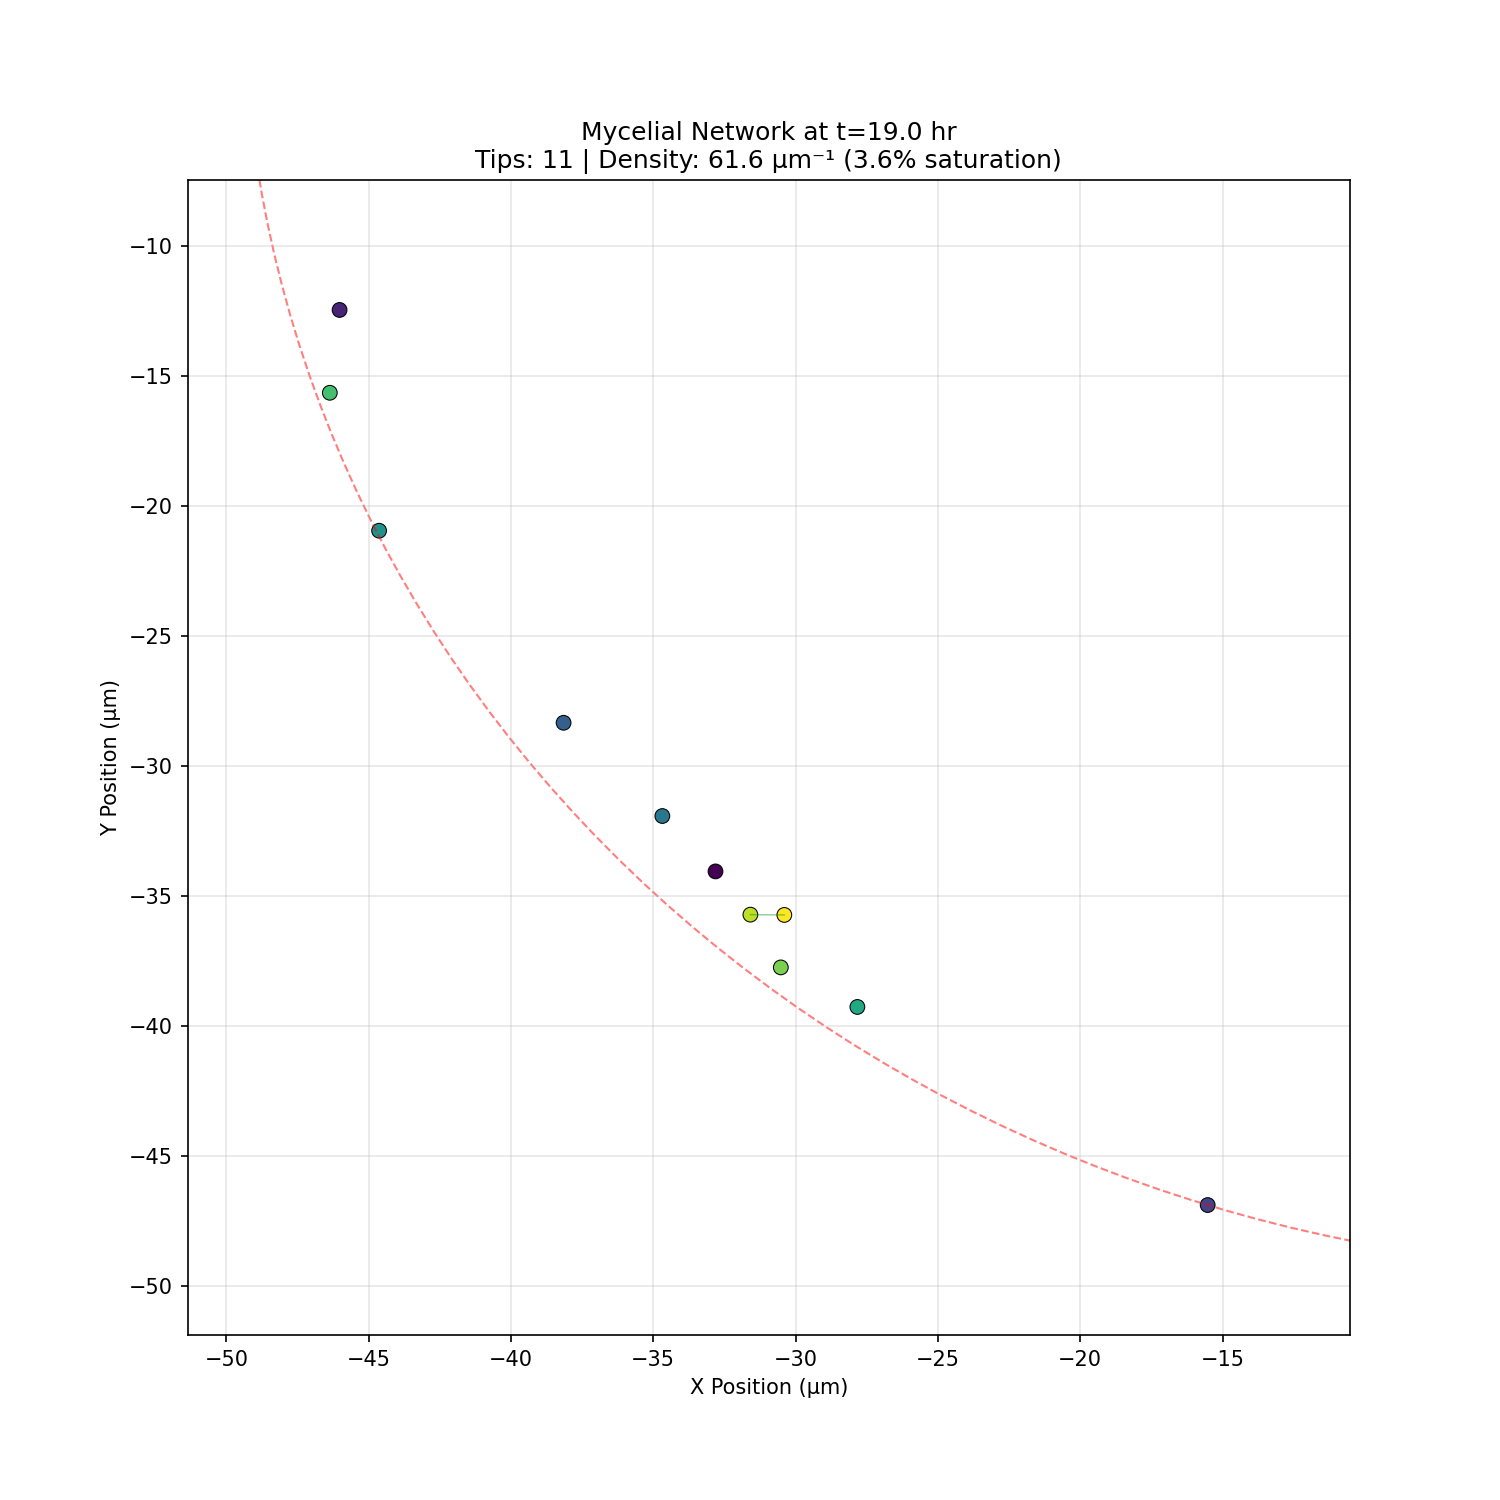 Mycelial Network at t=19.0 hr
Tips: 11 | Density: 61.6 µm⁻¹ (3.6% saturation)
Y Position (µm)
−10
−15
−20
−25
−30
−35
−40
−45
−50
−50 −45 −40 −35 −30 −25 −20 −15
X Position (µm)